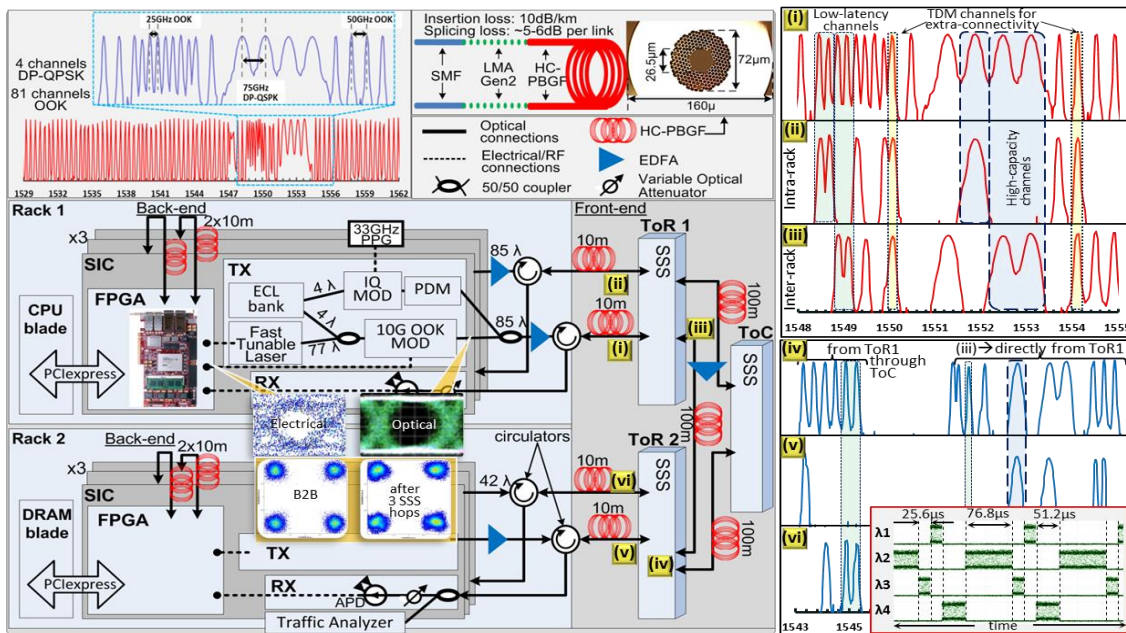 25GHz OOK
50GHz OOK
4 channels
DP-QPSK
81 channels
OOK
75GHz
DP-QSPK
1529 1532 1535 1538 1541 1544 1547 1550 1553 1556 1559 1562
Insertion loss: 10dB/km
Splicing loss: ~5-6dB per link
SMF
LMA
Gen2
HC-
PBGF
26.5µm
72µm
160µ
Optical
connections
Electrical/RF
connections
50/50 coupler
HC-PBGF
EDFA
Variable Optical
Attenuator
Rack 1
Back-end
2x10m
x3
SIC
FPGA
CPU
blade
PCIexpress
33GHz
PPG
TX
ECL
bank
4 λ
IQ
MOD
PDM
4 λ
Fast
Tunable
Laser
77 λ
10G OOK
MOD
85 λ
85 λ
RX
Electrical
Optical
B2B
after
3 SSS
hops
Front-end
ToR 1
10m
SSS
(ii)
10m
(i)
(iii)
100m
ToC
SSS
100m
100m
Rack 2
Back-end
2x10m
x3
SIC
FPGA
DRAM
blade
PCIexpress
circulators
42 λ
TX
RX
APD
Traffic Analyzer
ToR 2
10m
SSS
(vi)
10m
(v)
(iv)
(i)
Low-latency
channels
TDM channels for
extra-connectivity
(ii)
Intra-rack
High-capacity
channels
(iii)
Inter-rack
1548 1549 1550 1551 1552 1553 1554 1555
(iv)
from ToR1
through
ToC
(iii)→directly from ToR1
(v)
(vi)
1543 1545
25.6µs 76.8µs 51.2µs
λ1
λ2
λ3
λ4
time